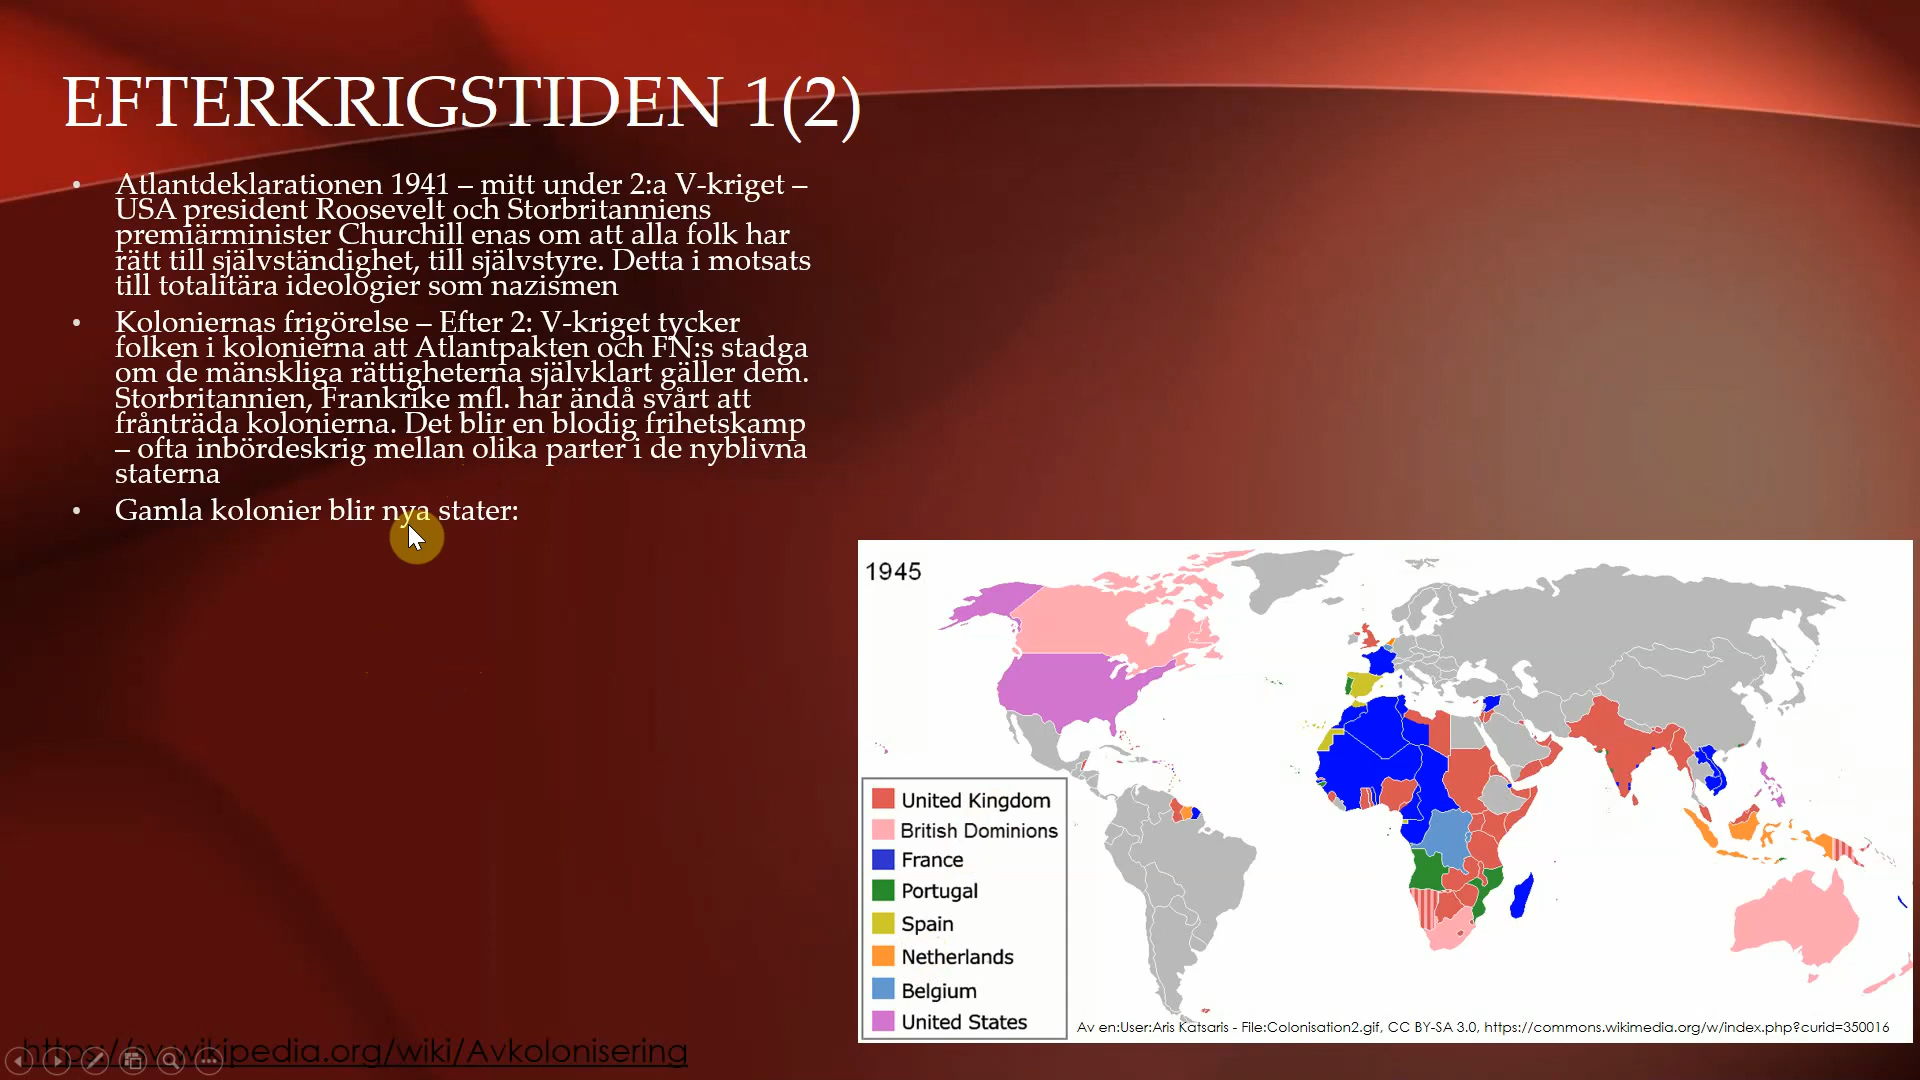 EFTERKRIGSTIDEN 1(2)
• Atlantdeklarationen 1941 – mitt under 2:a V-kriget –
USA president Roosevelt och Storbritanniens
premiärminister Churchill enas om att alla folk har
rätt till självständighet, till självstyre. Detta i motsats
till totalitära ideologier som nazismen
• Koloniernas frigörelse – Efter 2: V-kriget tycker
folken i kolonierna att Atlantpakten och FN:s stadga
om de mänskliga rättigheterna självklart gäller dem.
Storbritannien, Frankrike mfl. har ändå svårt att
frånträda kolonierna. Det blir en blodig frihetskamp
– ofta inbördeskrig mellan olika parter i de nyblivna
staterna
• Gamla kolonier blir nya stater:
1945
United Kingdom
British Dominions
France
Portugal
Spain
Netherlands
Belgium
United States
Av en:User:Aris Katsaris - File:Colonisation2.gif, CC BY-SA 3.0, https://commons.wikimedia.org/w/index.php?curid=350016
https://sv.wikipedia.org/wiki/Avkolonisering